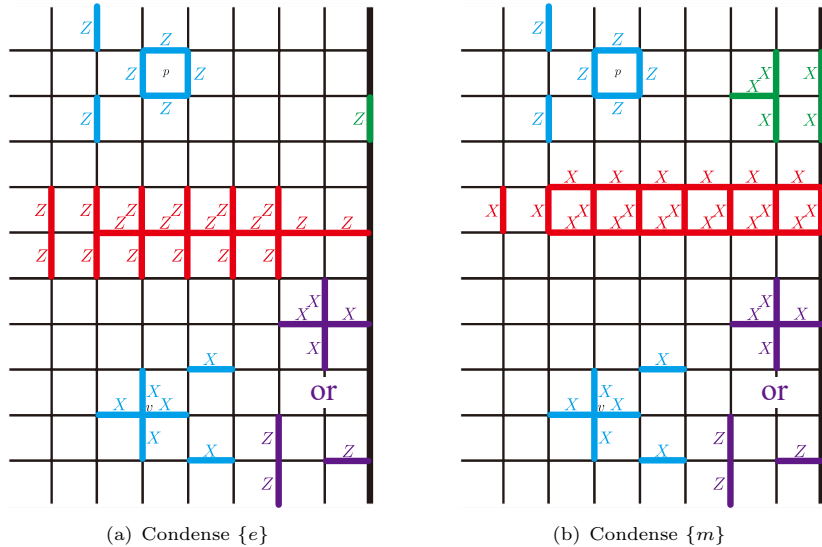 Z
Z
Z p Z
Z
Z Z
Z Z Z Z Z Z
Z Z Z Z Z Z
Z Z Z Z Z Z
X
X X
X
X
or
X
X v X
X
Z
X Z
Z
(a) Condense {e}
Z
Z
Z p Z X X
X
Z
Z X X
X X X X X X
X X X X X X X X
X X X X X X
X
X X
X
X
or
X
X v X
X
Z
X Z
Z
(b) Condense {m}